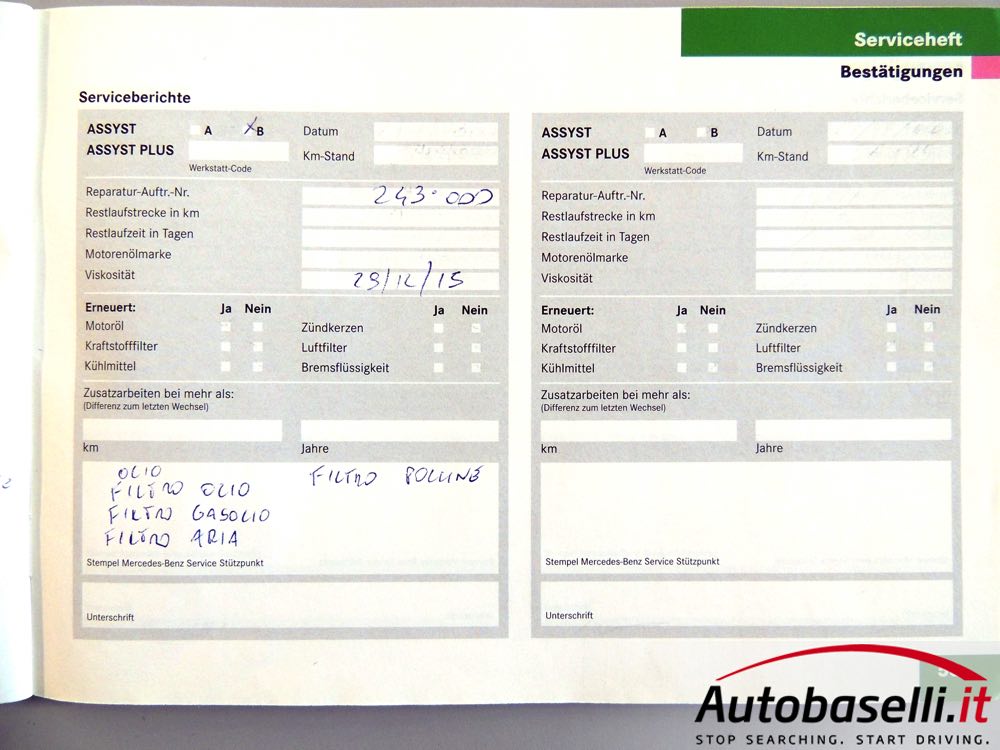 Serviceheft
Bestätigungen
Serviceberichte
ASSYST A XB Datum
ASSYST PLUS
Werkstatt-Code
Km-Stand
Reparatur-Auftr.-Nr. 243.000
Restlaufstrecke in km
Restlaufzeit in Tagen
Motorenölmarke
Viskosität 29/12/15
Erneuert: Ja Nein Ja Nein
Motoröl Zündkerzen
Kraftstofffilter Luftfilter
Kühlmittel Bremsflüssigkeit
Zusatzarbeiten bei mehr als:
(Differenz zum letzten Wechsel)
km Jahre
OLIO FILTRO POLLINE
FILTRO OLIO
FILTRO GASOLIO
FILTRO ARIA
Stempel Mercedes-Benz Service Stützpunkt
Unterschrift
ASSYST A B Datum
ASSYST PLUS
Werkstatt-Code
Km-Stand
Reparatur-Auftr.-Nr.
Restlaufstrecke in km
Restlaufzeit in Tagen
Motorenölmarke
Viskosität
Erneuert: Ja Nein Ja Nein
Motoröl Zündkerzen
Kraftstofffilter Luftfilter
Kühlmittel Bremsflüssigkeit
Zusatzarbeiten bei mehr als:
(Differenz zum letzten Wechsel)
km Jahre
Stempel Mercedes-Benz Service Stützpunkt
Unterschrift
Autobaselli.it
STOP SEARCHING. START DRIVING.